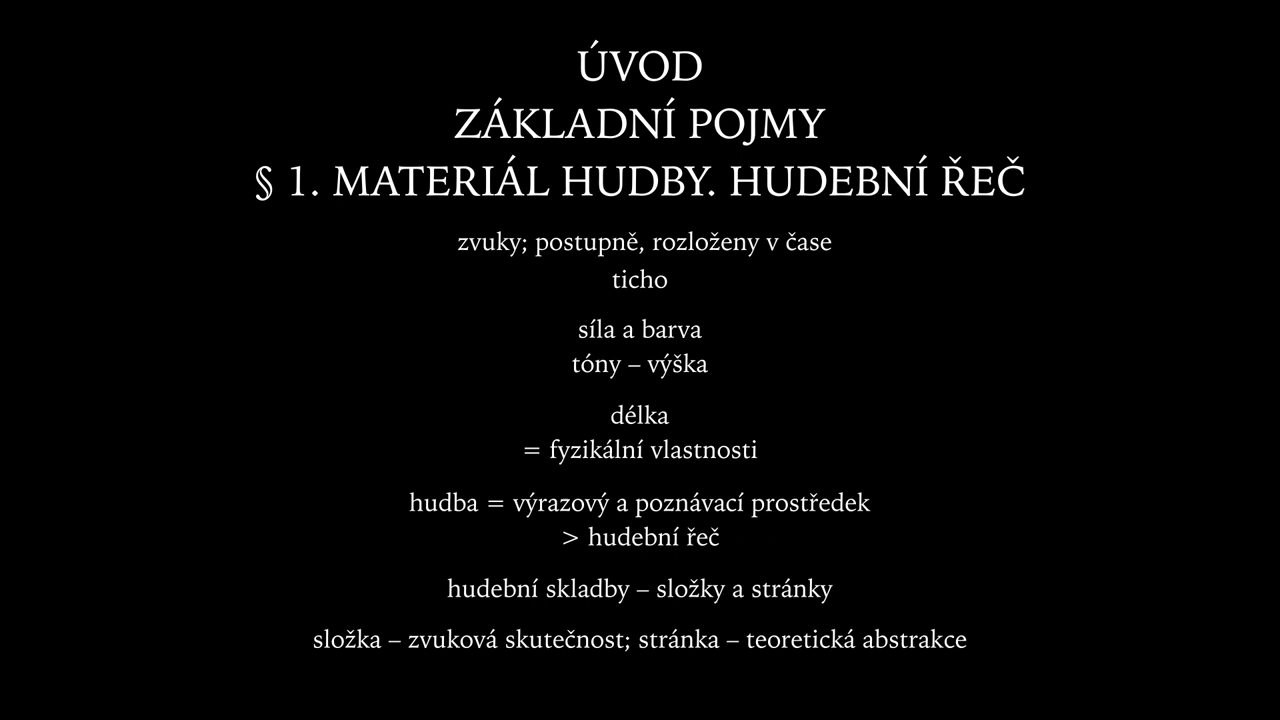 ÚVOD
ZÁKLADNÍ POJMY
§ 1. MATERIÁL HUDBY. HUDEBNÍ ŘEČ
zvuky; postupně, rozloženy v čase
ticho
síla a barva
tóny – výška
délka
= fyzikální vlastnosti
hudba = výrazový a poznávací prostředek
> hudební řeč
hudební skladby – složky a stránky
složka – zvuková skutečnost; stránka – teoretická abstrakce